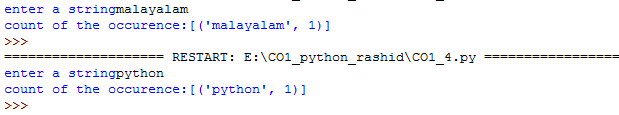 enter a stringmalayalam
count of the occurence:[('malayalam', 1)]
>>>
==================== RESTART: E:\CO1_python_rashid\CO1_4.py =================
enter a stringpython
count of the occurence:[('python', 1)]
>>>